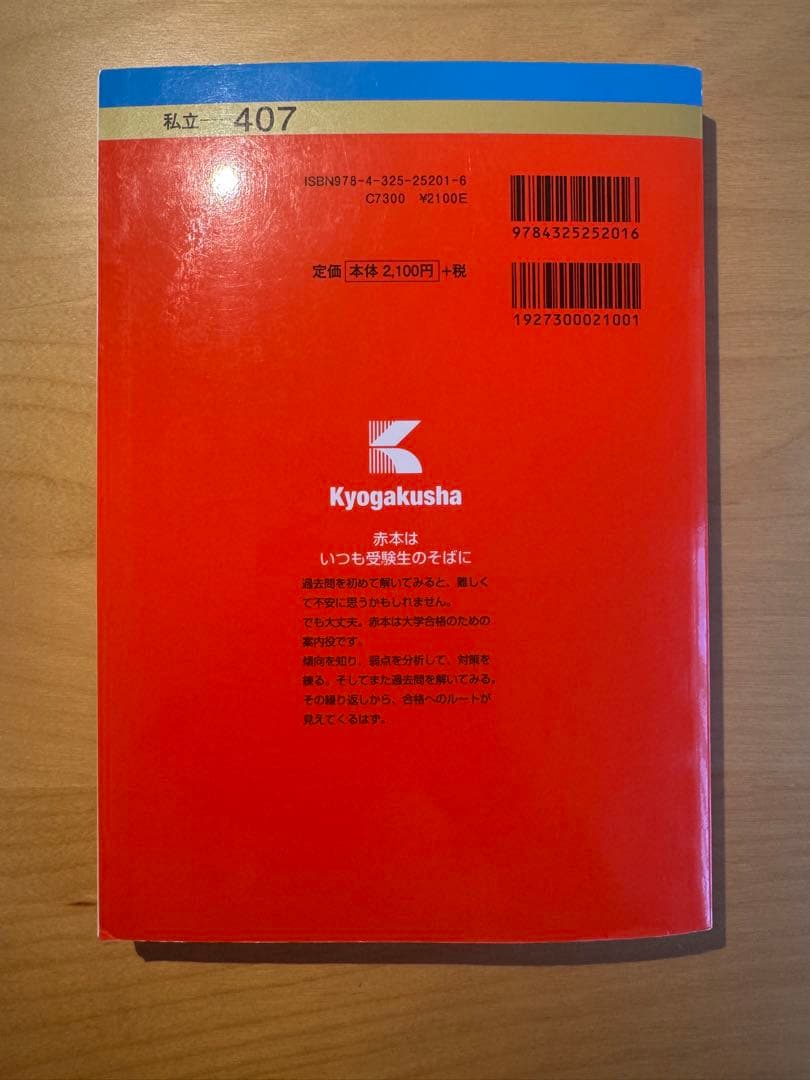 私立……407
ISBN978-4-325-25201-6
C7300 ¥2100E
9784325252016
定価 本体 2,100円 +税
1927300021001
Kyogakusha
赤本は
いつも受験生のそばに
過去問を初めて解いてみると、難しく
て不安に思うかもしれません。
でも大丈夫。赤本は大学合格のための
案内役です。
傾向を知り、弱点を分析して、対策を
練る。そしてまた過去問を解いてみる。
その繰り返しから、合格へのルートが
見えてくるはず。